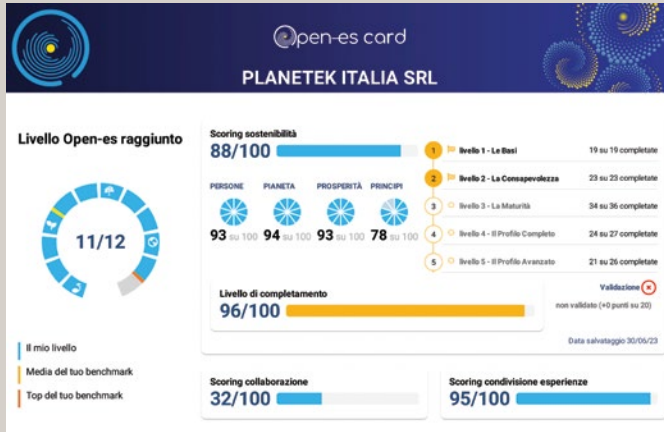 Open-es card
PLANETEK ITALIA SRL
Livello Open-es raggiunto
11/12
Il mio livello
Media del tuo benchmark
Top del tuo benchmark
Scoring sostenibilità
88/100
PERSONE PIANETA PROSPERITÀ PRINCIPI
93 su 100 94 su 100 93 su 100 78 su 100
1 livello 1 - Le Basi 19 su 19 completate
2 livello 2 - La Consapevolezza 23 su 23 completate
3 livello 3 - La Maturità 34 su 36 completate
4 livello 4 - Il Profilo Completo 24 su 27 completate
5 livello 5 - Il Profilo Avanzato 21 su 26 completate
Livello di completamento
96/100
Validazione
non validato (+0 punti su 20)
Data salvataggio 30/06/23
Scoring collaborazione
32/100
Scoring condivisione esperienze
95/100